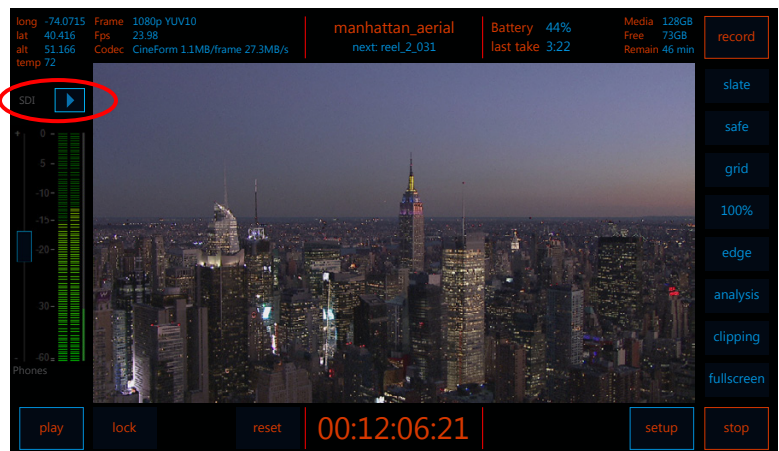 long -74.0715
lat 40.416
alt 51.166
temp 72
Frame 1080p YUV10
Fps 23.98
Codec CineForm 1.1MB/frame 27.3MB/s
manhattan_aerial
next: reel_2_031
Battery 44%
last take 3:22
Media 128GB
Free 73GB
Remain 46 min
record
SDI
slate
safe
grid
100%
edge
analysis
clipping
fullscreen
+ 0 -
5 -
-10-
-15-
-20-
30-
- -60-
Phones
play
lock
reset
00:12:06:21
setup
stop